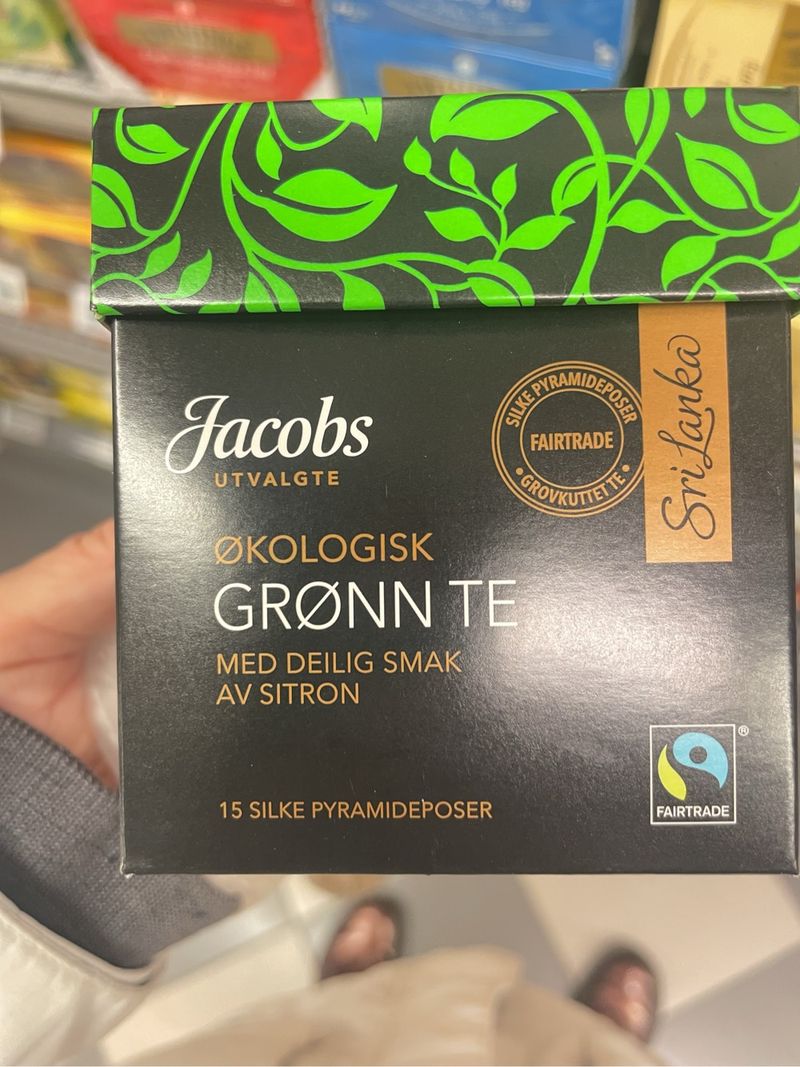 Jacobs
UTVALGTE
SILKE PYRAMIDEPOSER
FAIRTRADE
• GROVKUTTET TE •
Sri Lanka
ØKOLOGISK
GRØNN TE
MED DEILIG SMAK
AV SITRON
15 SILKE PYRAMIDEPOSER
®
FAIRTRADE